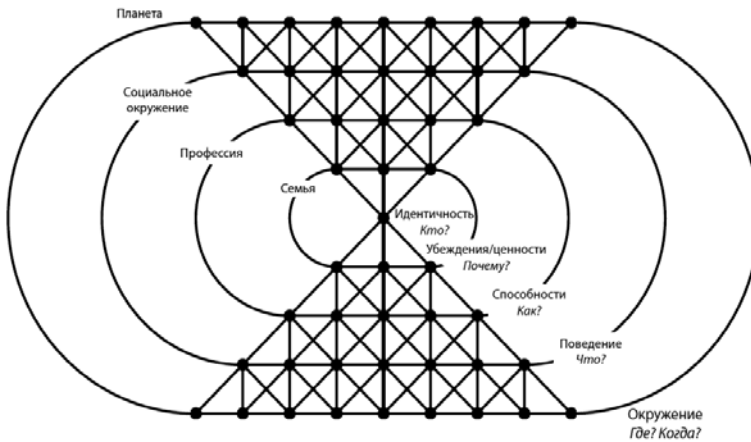 Планета
Социальное
окружение
Профессия
Семья
Идентичность
Кто?
Убеждения/ценности
Почему?
Способности
Как?
Поведение
Что?
Окружение
Где? Когда?